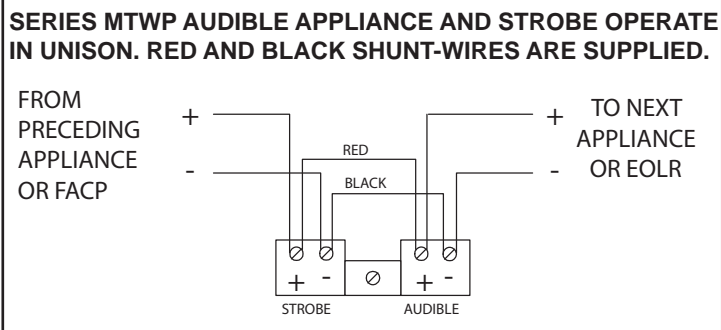 SERIES MTWP AUDIBLE APPLIANCE AND STROBE OPERATE
IN UNISON. RED AND BLACK SHUNT-WIRES ARE SUPPLIED.
FROM
PRECEDING
APPLIANCE
OR FACP
+
-
RED
BLACK
+
-
TO NEXT
APPLIANCE
OR EOLR
+ -
+ -
STROBE
AUDIBLE